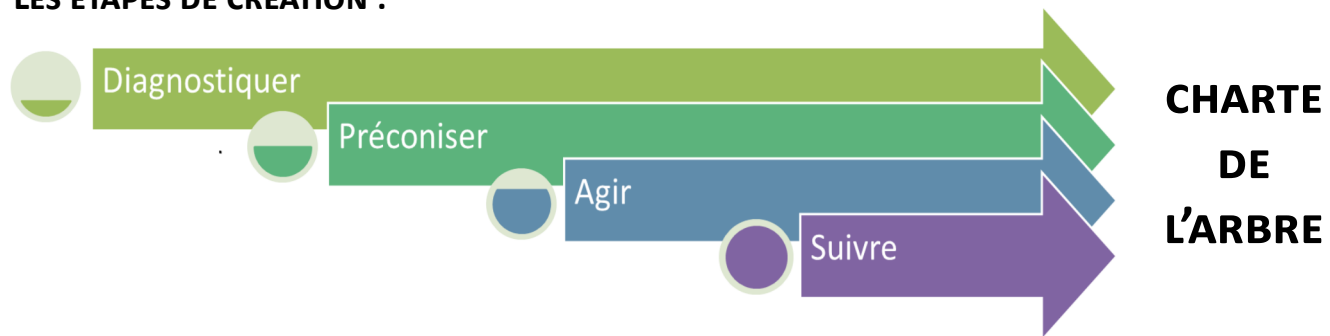 LES ÉTAPES DE CRÉATION :
Diagnostiquer
Préconiser
Agir
Suivre
CHARTE
DE
L’ARBRE